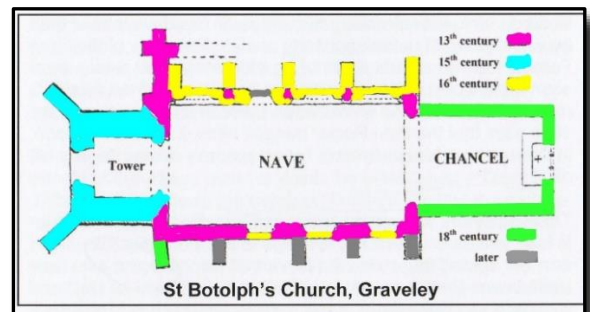 13th century
15th century
16th century
Tower
NAVE
CHANCEL
18th century
later
St Botolph's Church, Graveley